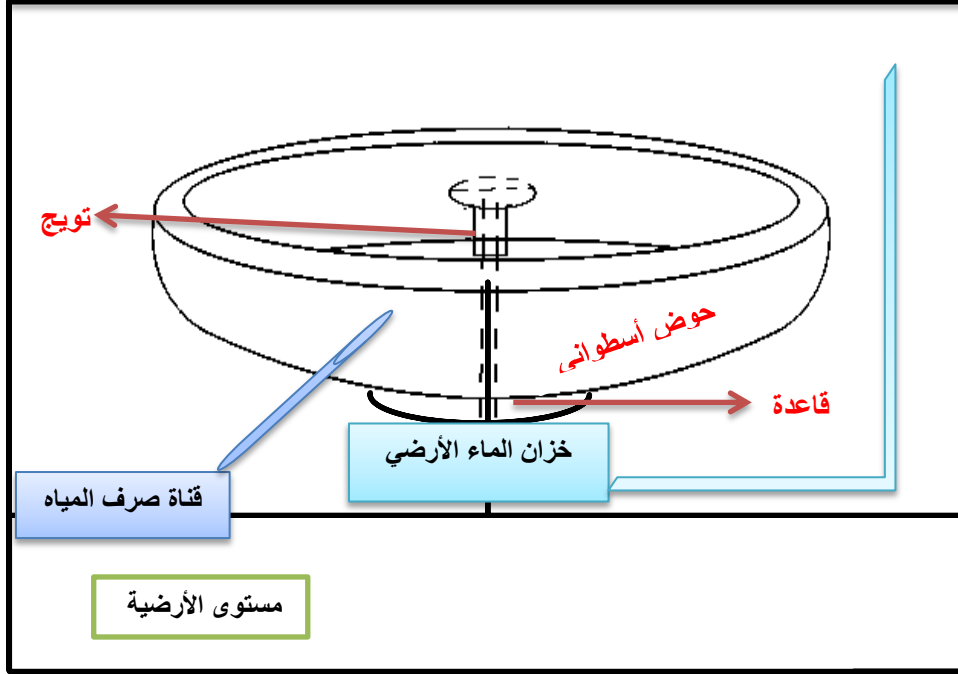 تويج
حوض أسطواني
قاعدة
خزان الماء الأرضي
قناة صرف المياه
مستوى الأرضية